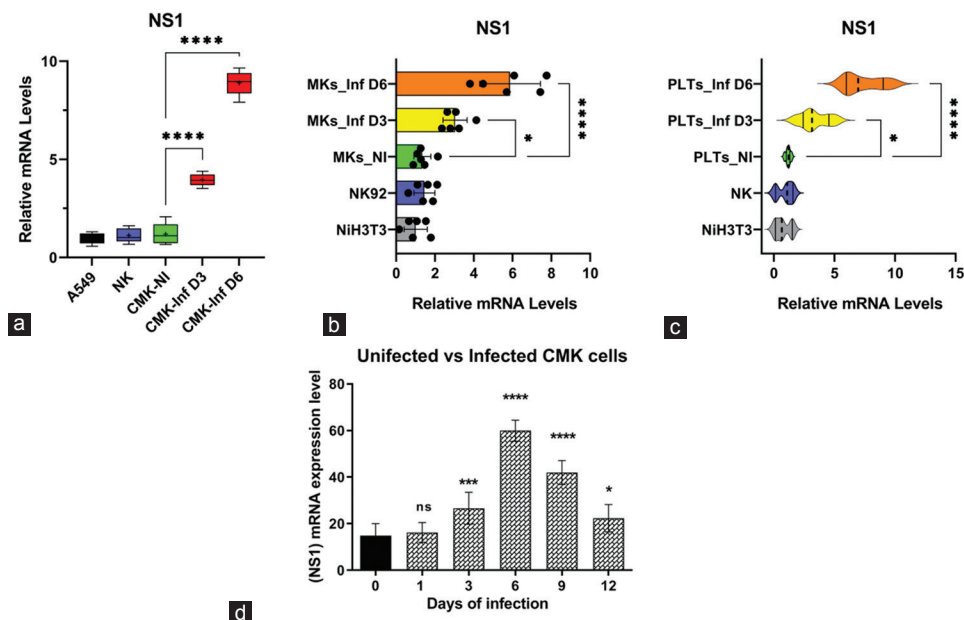 NS1
Relative mRNA Levels
10
5
0
****
****
A549
NK
CMK-NI
CMK-Inf D3
CMK-Inf D6
a
NS1
MKs_Inf D6
MKs_Inf D3
MKs_NI
NK92
NiH3T3
*
****
0 2 4 6 8 10
Relative mRNA Levels
b
NS1
PLTs_Inf D6
PLTs_Inf D3
PLTs_NI
NK
NiH3T3
*
****
0 5 10 15
Relative mRNA Levels
c
Unifected vs Infected CMK cells
(NS1) mRNA expression level
80
60
40
20
0
ns
***
****
****
*
0 1 3 6 9 12
Days of infection
d